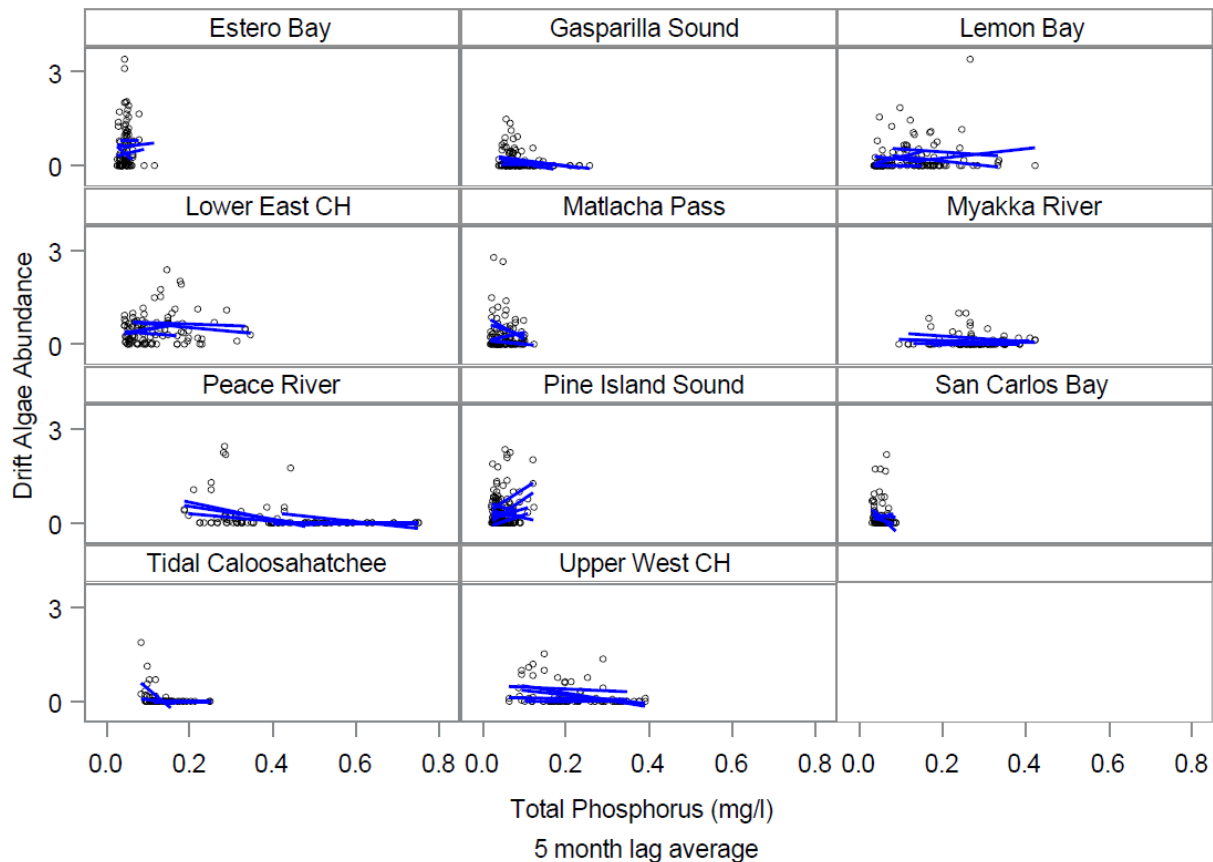 Estero Bay
Gasparilla Sound
Lemon Bay
3
0
Lower East CH
Matlacha Pass
Myakka River
3
0
Peace River
Pine Island Sound
San Carlos Bay
3
0
Tidal Caloosahatchee
Upper West CH
3
0
Drift Algae Abundance
0.0 0.2 0.4 0.6 0.8 0.0 0.2 0.4 0.6 0.8 0.0 0.2 0.4 0.6 0.8
Total Phosphorus (mg/l)
5 month lag average